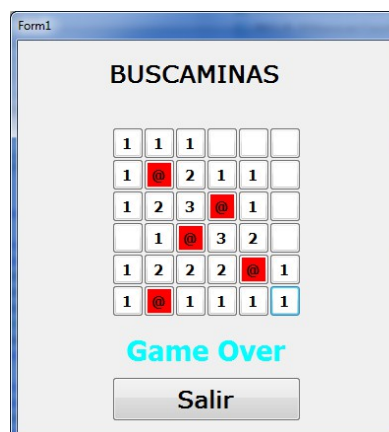 Form1
BUSCAMINAS
1 1 1
1 @ 2 1 1
1 2 3 @ 1
1 @ 3 2
1 2 2 2 @ 1
1 @ 1 1 1 1
Game Over
Salir